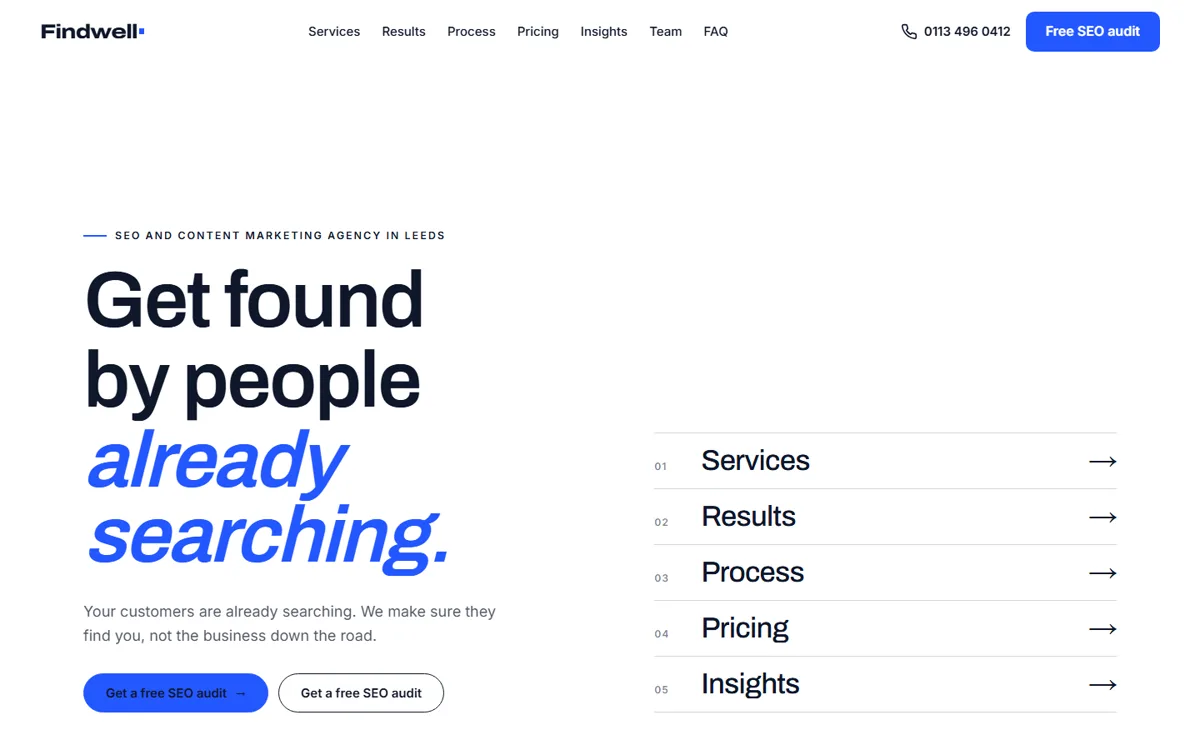 Findwell
Services Results Process Pricing Insights Team FAQ
0113 496 0412
Free SEO audit
SEO AND CONTENT MARKETING AGENCY IN LEEDS
Get found
by people
already
searching.
Your customers are already searching. We make sure they
find you, not the business down the road.
Get a free SEO audit →
Get a free SEO audit
01 Services →
02 Results →
03 Process →
04 Pricing →
05 Insights →